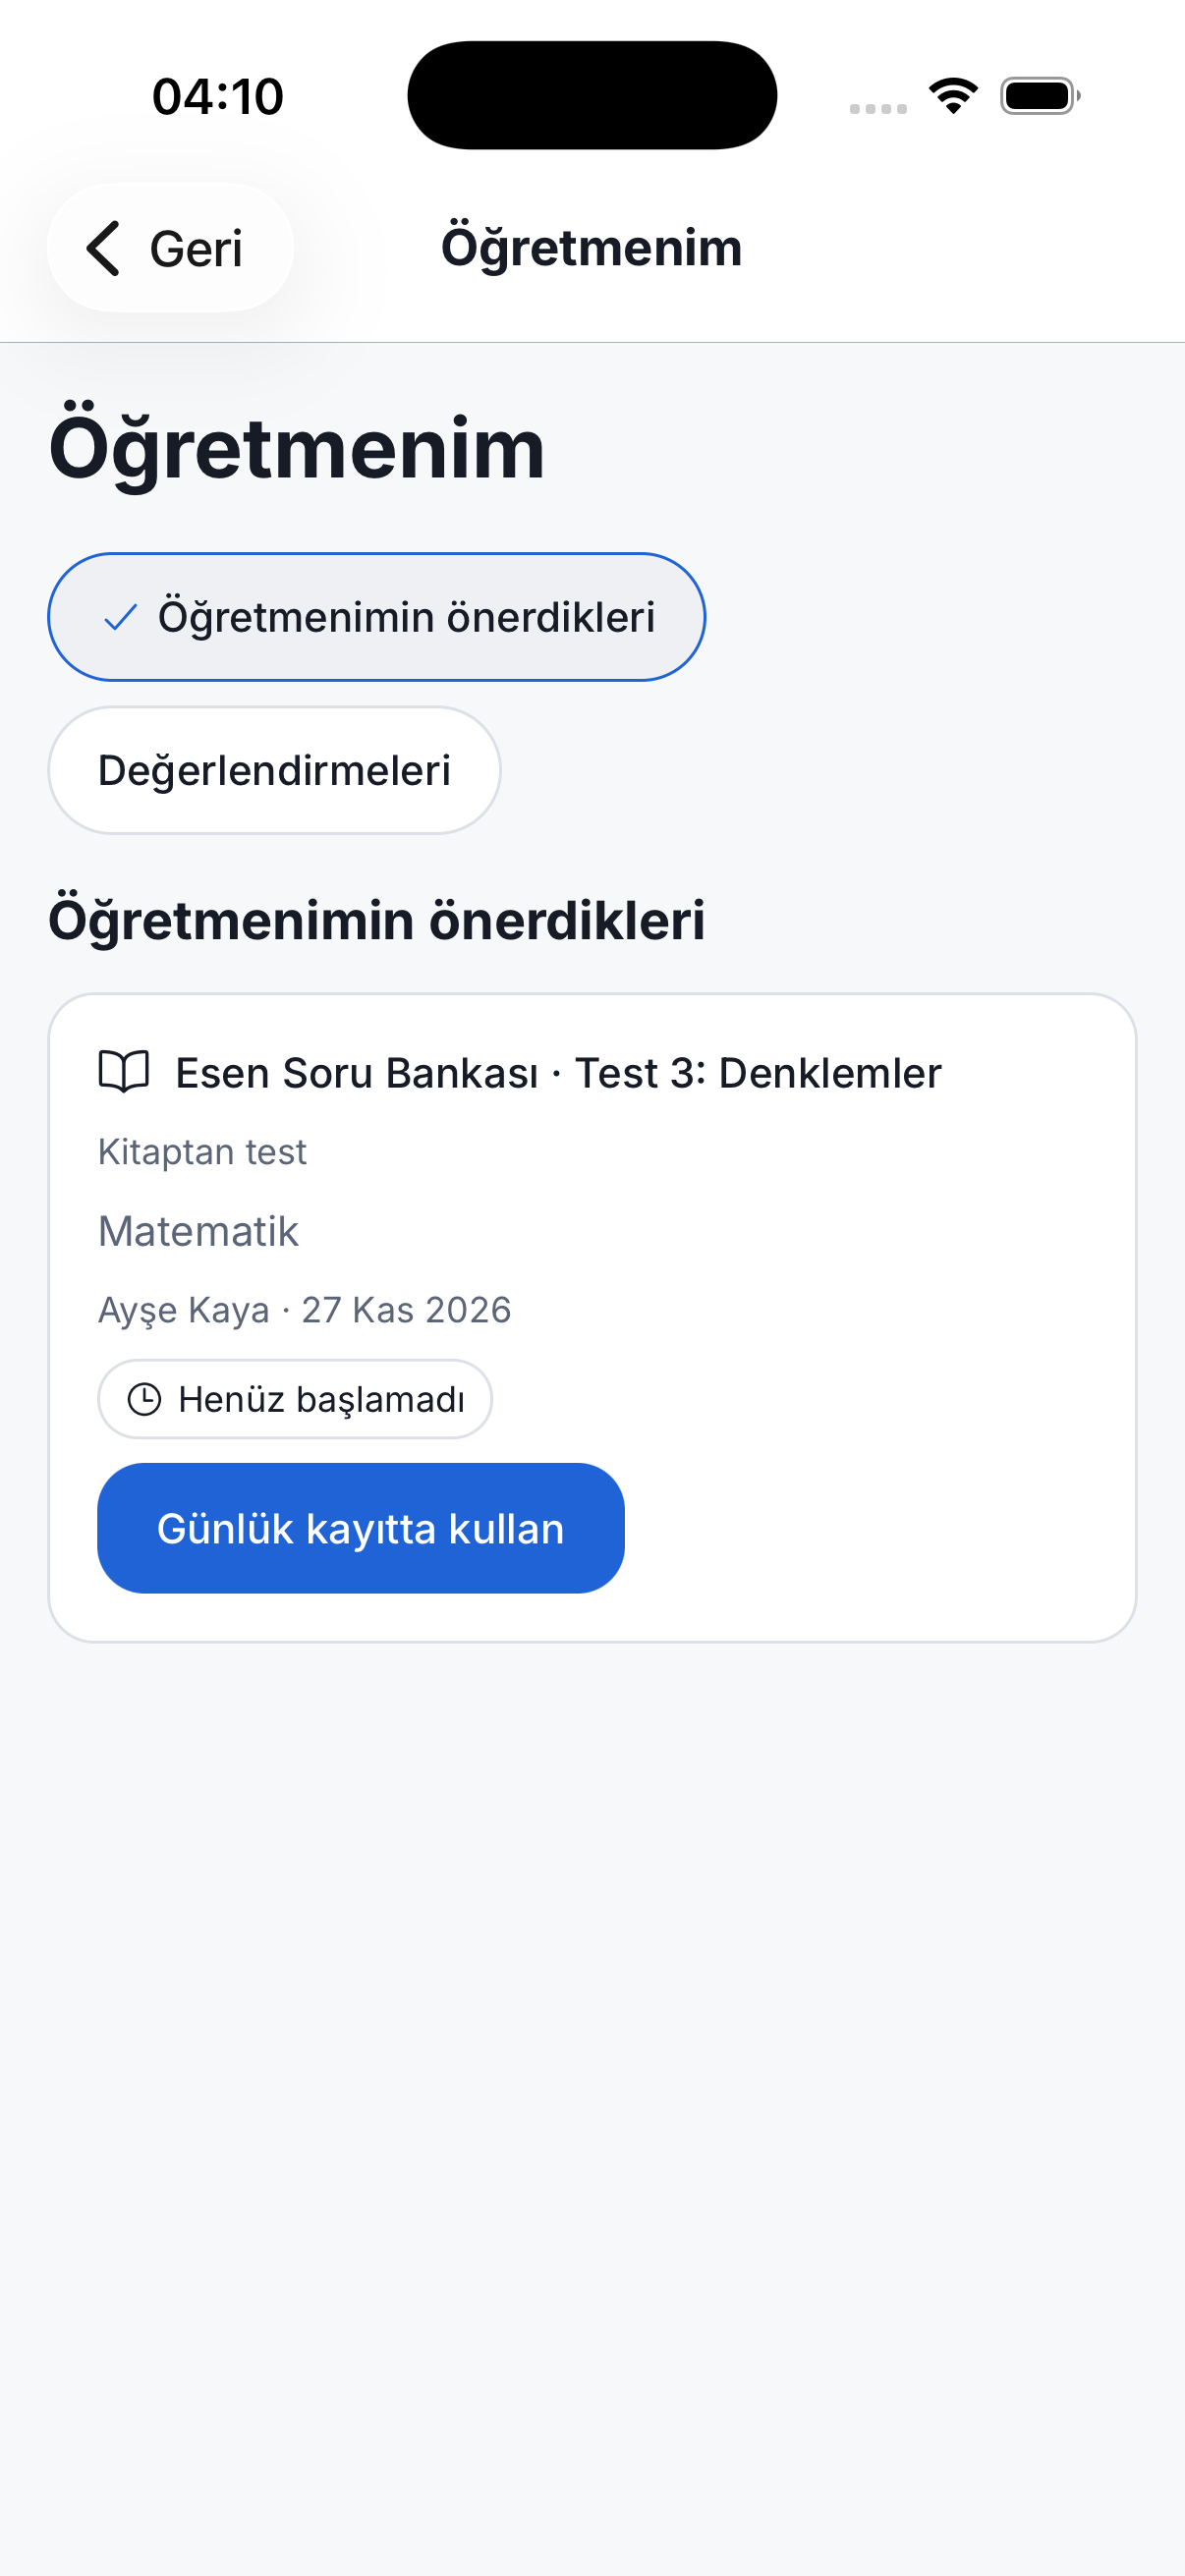 04:10
Geri
Öğretmenim
Öğretmenim
Öğretmenimin önerdikleri
Değerlendirmeleri
Öğretmenimin önerdikleri
Esen Soru Bankası · Test 3: Denklemler
Kitaptan test
Matematik
Ayşe Kaya · 27 Kas 2026
Henüz başlamadı
Günlük kayıtta kullan